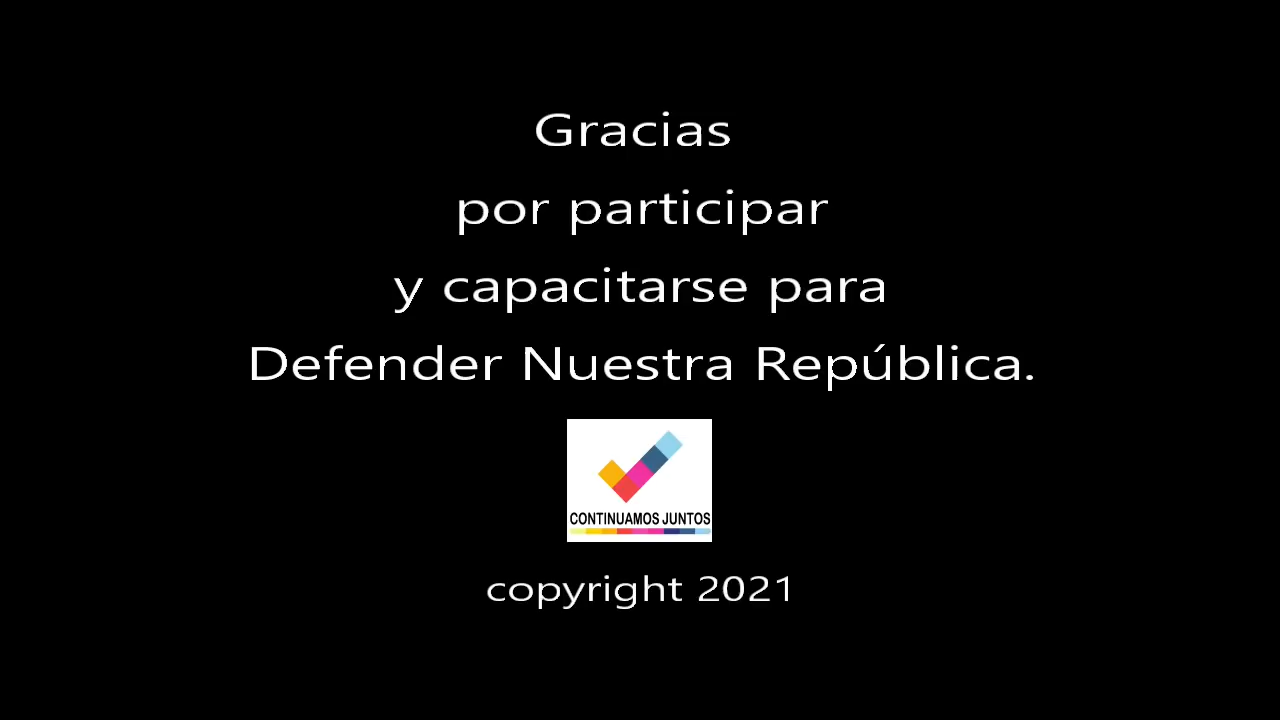 Gracias
por participar
y capacitarse para
Defender Nuestra República.
CONTINUAMOS JUNTOS
copyright 2021